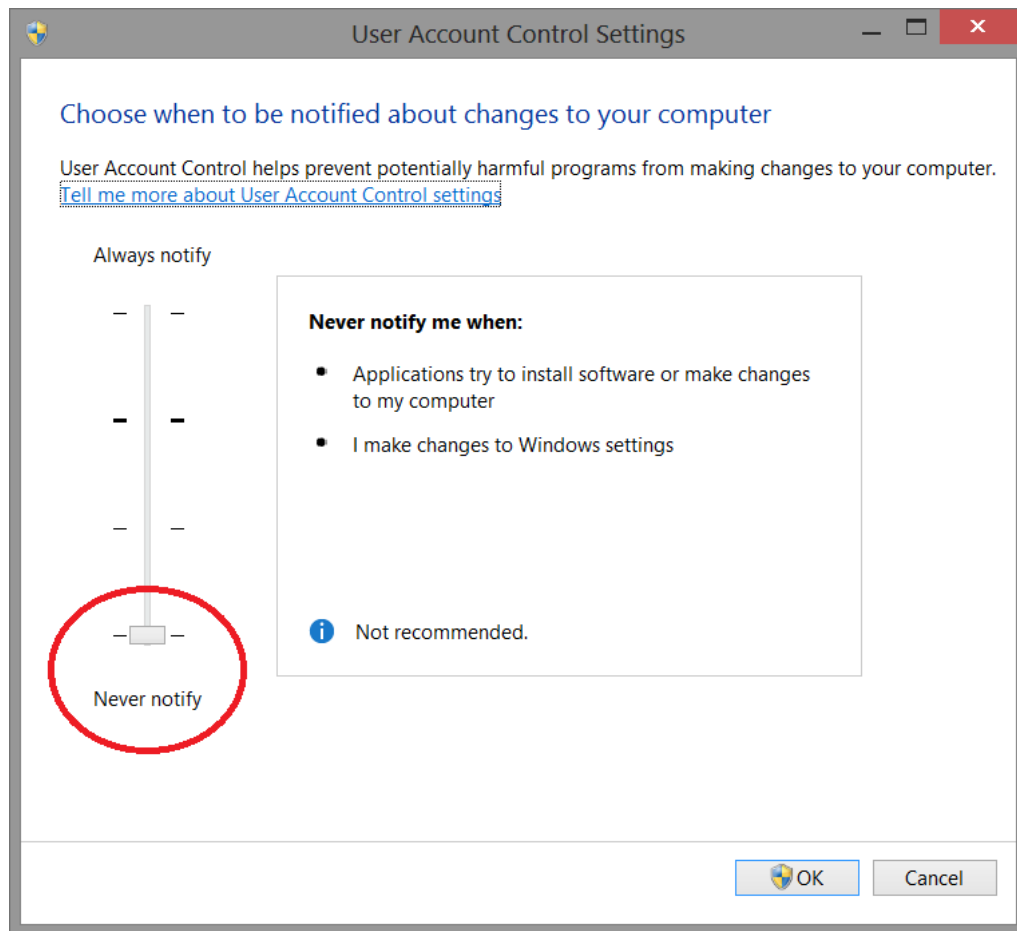 User Account Control Settings
Choose when to be notified about changes to your computer
User Account Control helps prevent potentially harmful programs from making changes to your computer.
Tell me more about User Account Control settings
Always notify
Never notify me when:
Applications try to install software or make changes
to my computer
I make changes to Windows settings
Not recommended.
Never notify
OK
Cancel